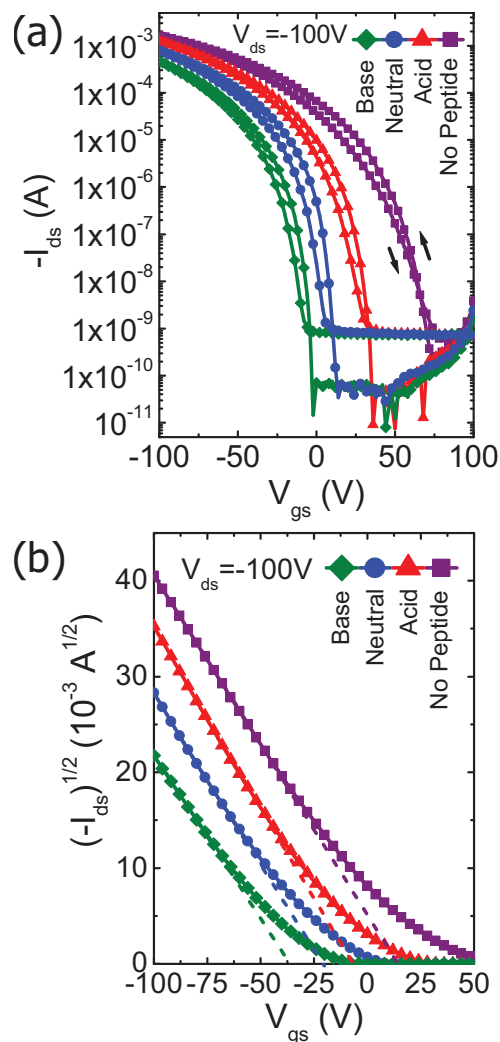 (a)
V_ds=-100V
Base
Neutral
Acid
No Peptide
1x10^-3
1x10^-4
1x10^-5
1x10^-6
1x10^-7
1x10^-8
1x10^-9
1x10^-10
10^-11
-I_ds (A)
-100 -50 0 50 100
V_gs (V)
(b)
V_ds=-100V
Base
Neutral
Acid
No Peptide
40
30
20
10
0
(-I_ds)^1/2 (10^-3 A^1/2)
-100 -75 -50 -25 0 25 50
V_gs (V)